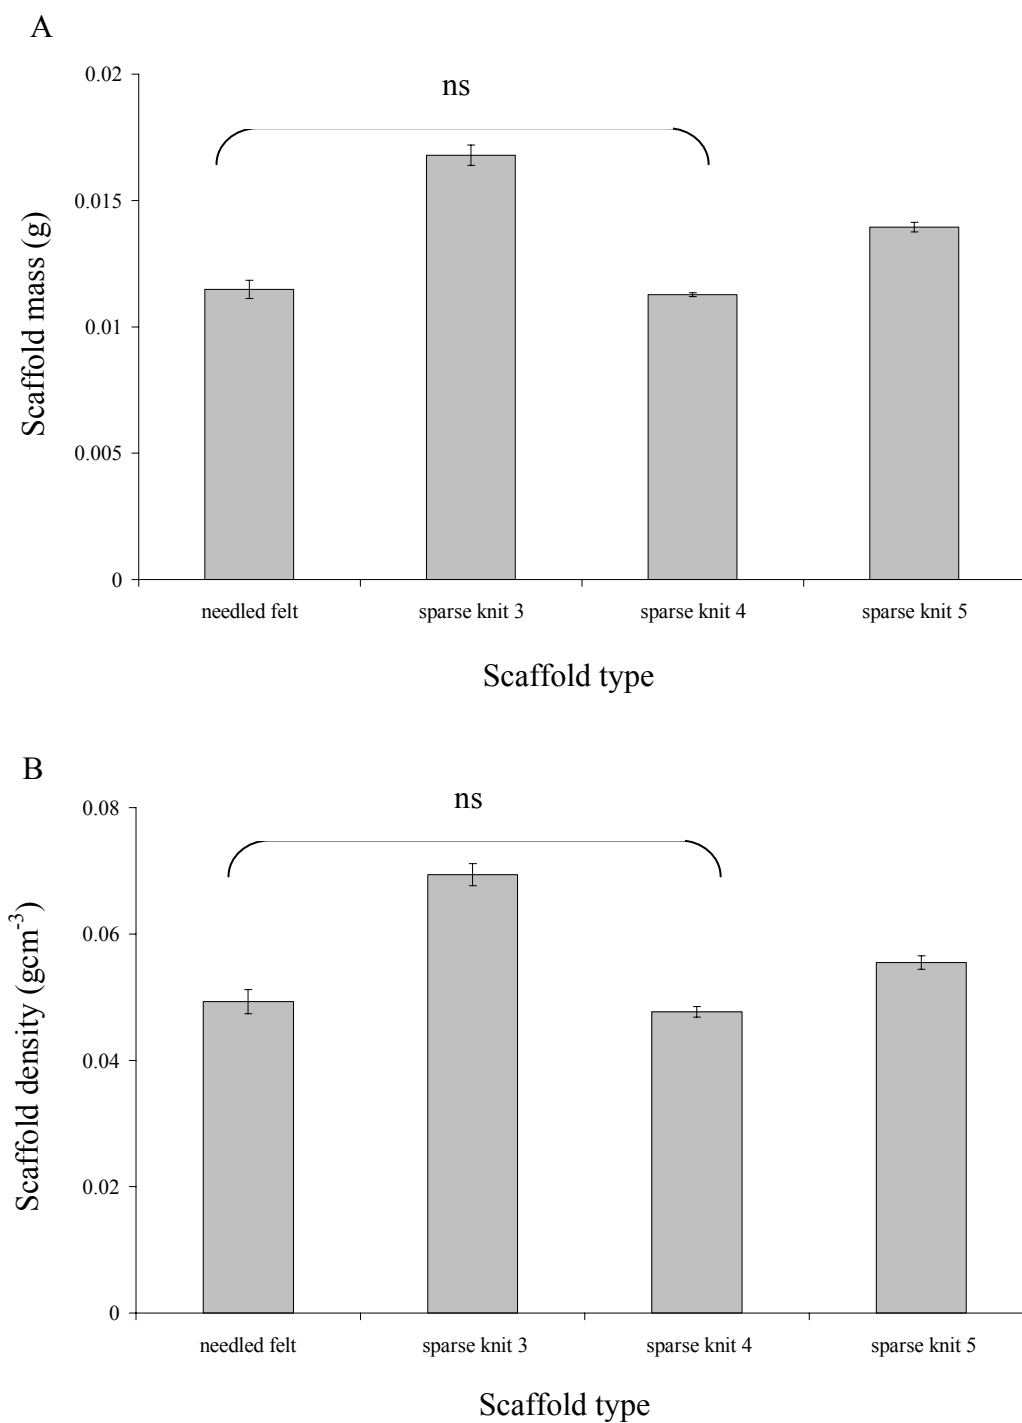 A
0.02
ns
0.015
0.01
0.005
0
Scaffold mass (g)
needled felt sparse knit 3 sparse knit 4 sparse knit 5
Scaffold type
B
0.08
ns
0.06
0.04
0.02
0
Scaffold density (gcm⁻³)
needled felt sparse knit 3 sparse knit 4 sparse knit 5
Scaffold type